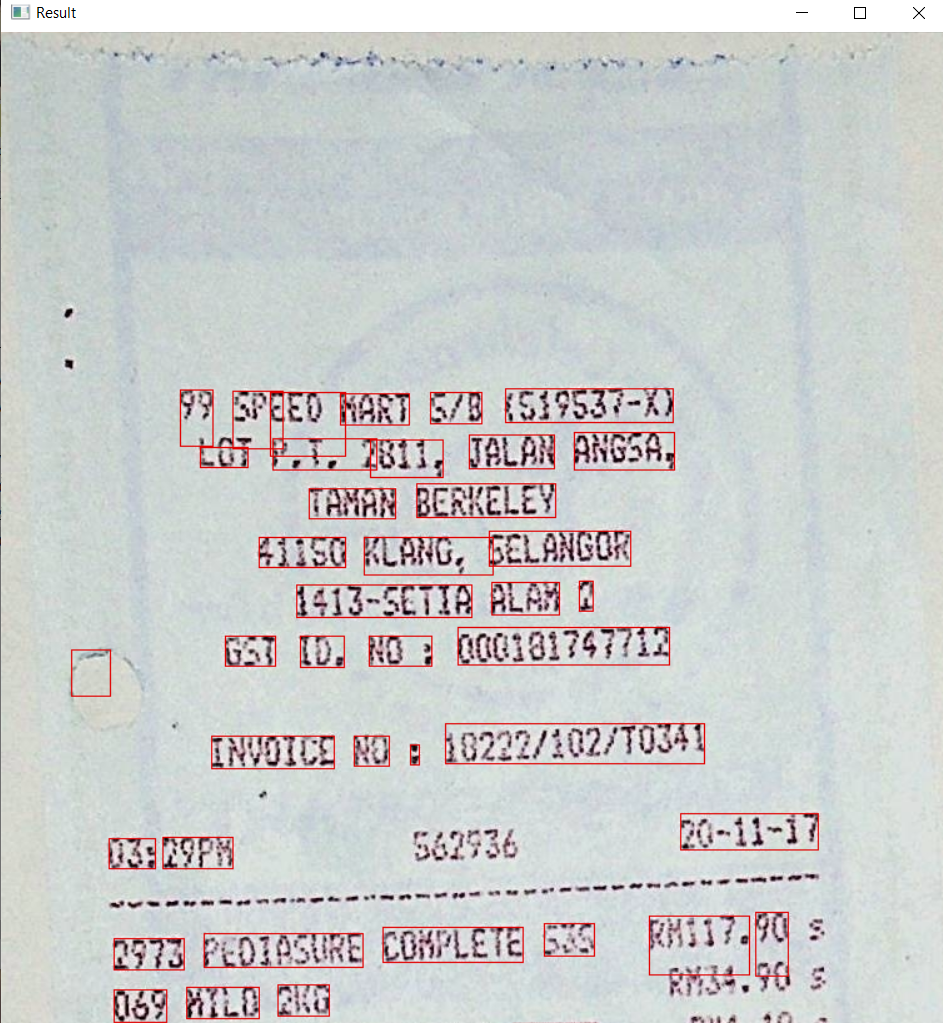 Result
99 SPEED MART S/B (519537-X)
LOT P.T. 2811, JALAN ANGSA,
TAMAN BERKELEY
41150 KLANG, SELANGOR
1413-SETIA ALAM 2
GST ID. NO : 000181747712
INVOICE NO : 18222/102/T0341
03:29PM 562936 20-11-17
2973 PEDIASURE COMPLETE S3S RM117.90 s
069 MILO 2KG RM34.90 s